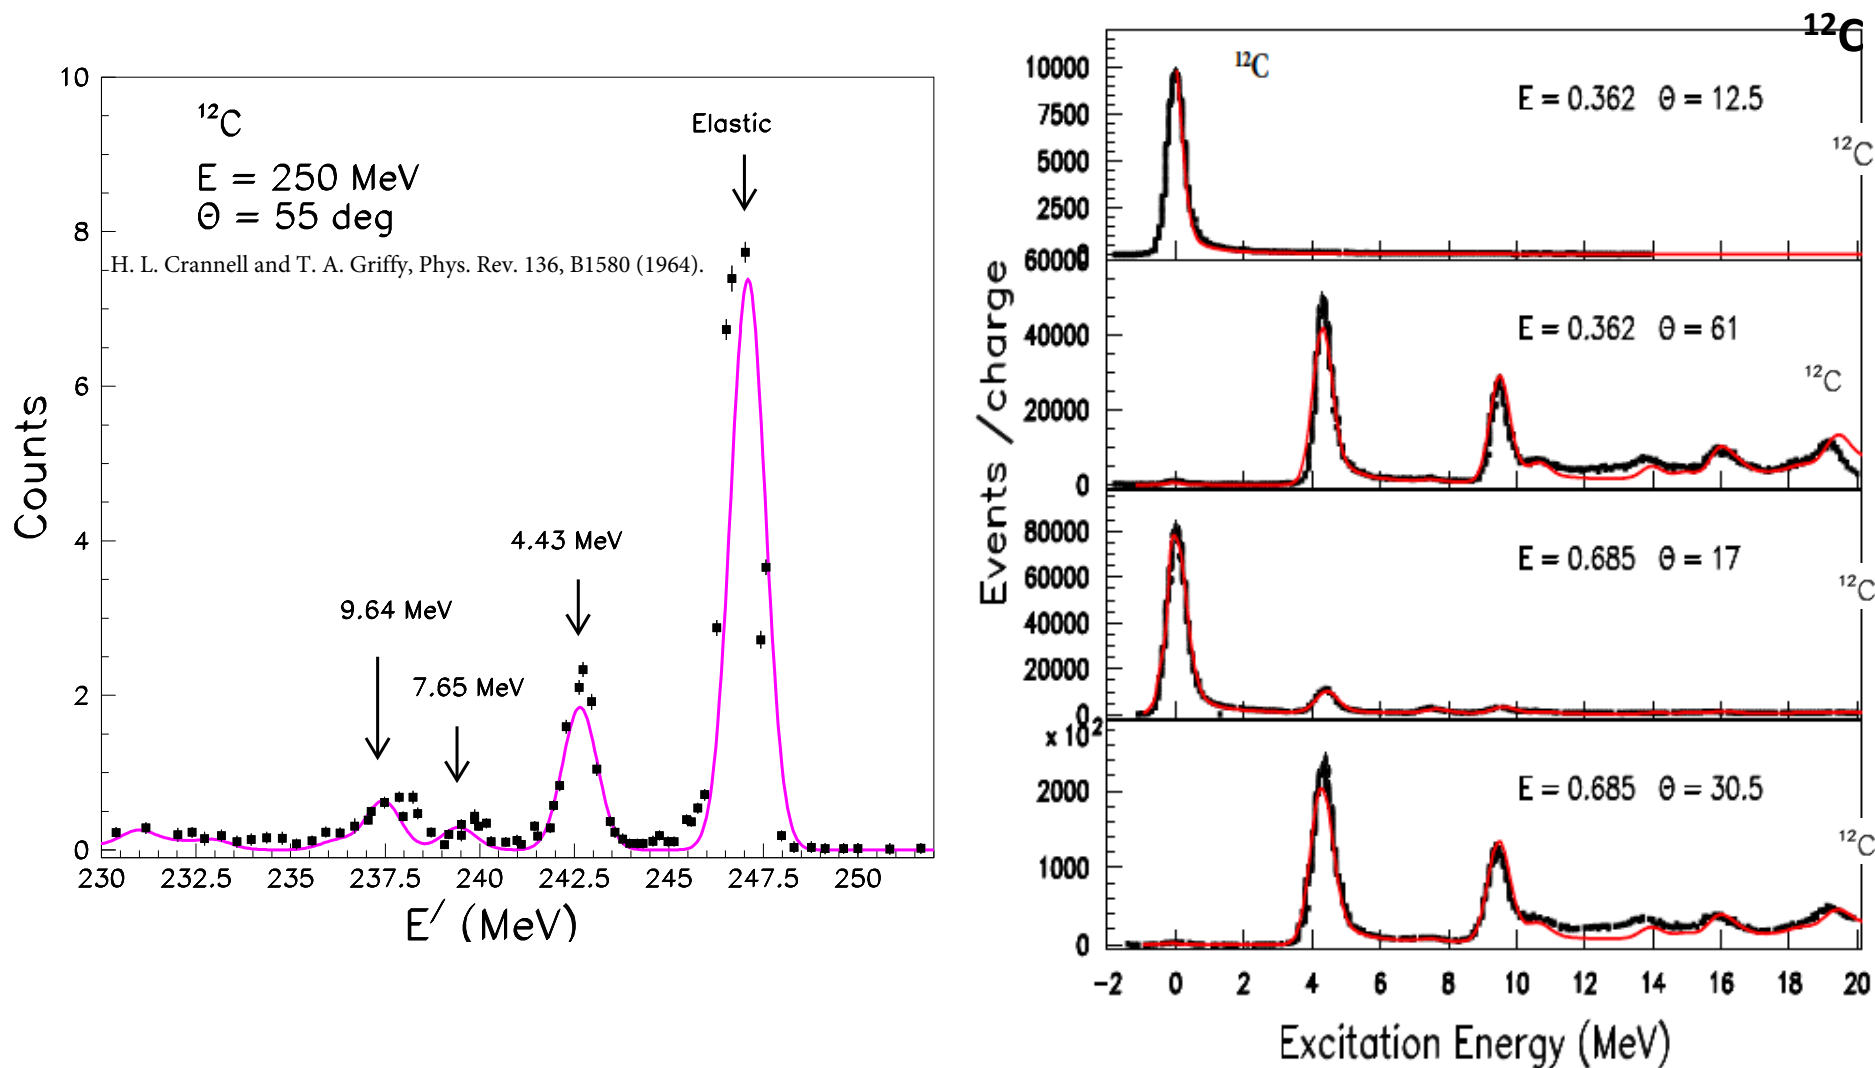 10
8
6
4
2
0
Counts
¹²C
E = 250 MeV
Θ = 55 deg
H. L. Crannell and T. A. Griffy, Phys. Rev. 136, B1580 (1964).
Elastic
4.43 MeV
9.64 MeV
7.65 MeV
230 232.5 235 237.5 240 242.5 245 247.5 250
E′ (MeV)
¹²C
Events /charge
10000
7500
5000
2500
0
¹²C
E = 0.362 Θ = 12.5
¹²C
60000
40000
20000
0
E = 0.362 Θ = 61
¹²C
80000
60000
40000
20000
0
E = 0.685 Θ = 17
¹²C
x 10²
2000
1000
0
E = 0.685 Θ = 30.5
¹²C
−2 0 2 4 6 8 10 12 14 16 18 20
Excitation Energy (MeV)